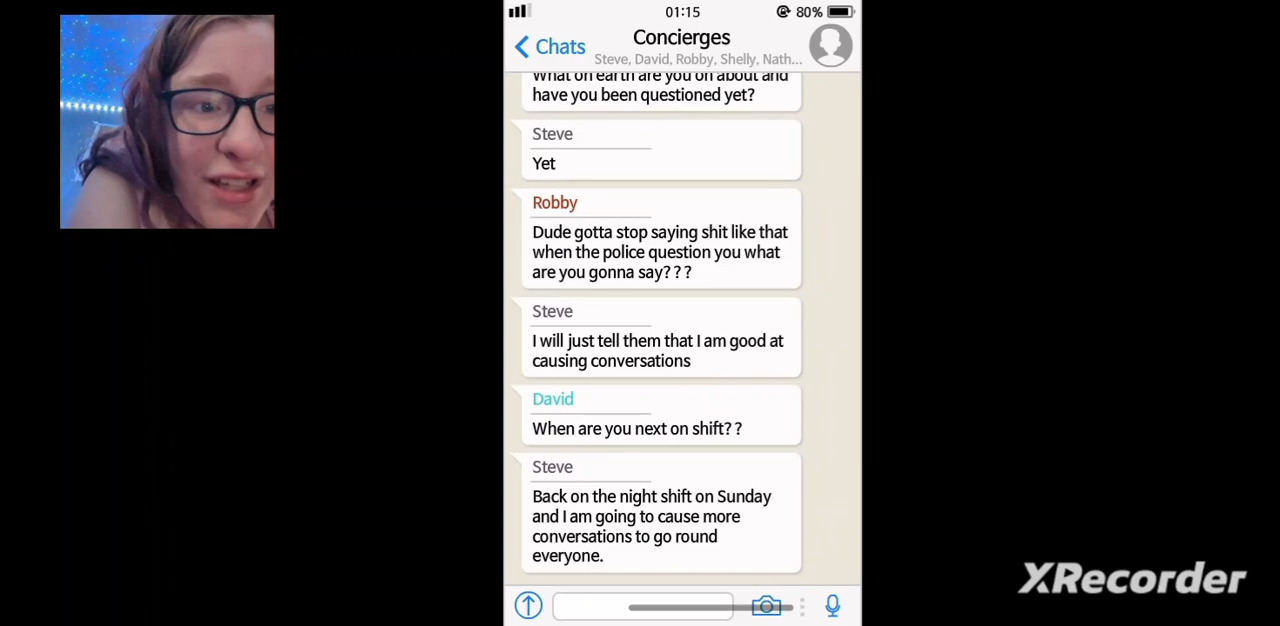 01:15
80%
Chats
Concierges
Steve, David, Robby, Shelly, Nath...
What on earth are you on about and
have you been questioned yet?
Steve
Yet
Robby
Dude gotta stop saying shit like that
when the police question you what
are you gonna say???
Steve
I will just tell them that I am good at
causing conversations
David
When are you next on shift??
Steve
Back on the night shift on Sunday
and I am going to cause more
conversations to go round
everyone.
XRecorder